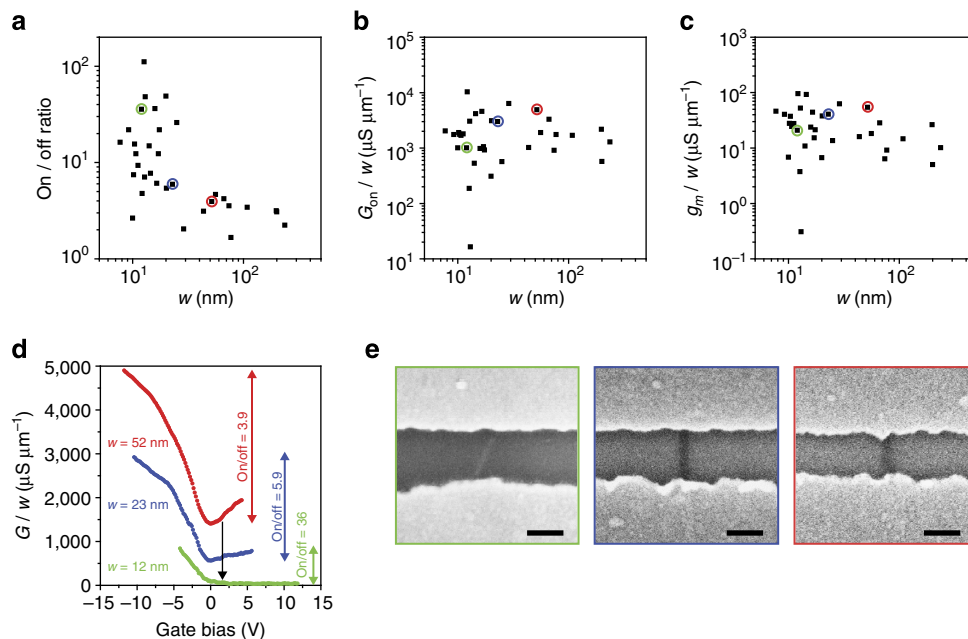 a
On / off ratio
10²
10¹
10⁰
10¹
10²
w (nm)
b
G_on / w (µS µm⁻¹)
10⁵
10⁴
10³
10²
10¹
10¹
10²
w (nm)
c
g_m / w (µS µm⁻¹)
10³
10²
10¹
10⁰
10⁻¹
10¹
10²
w (nm)
d
G / w (µS µm⁻¹)
5,000
4,000
3,000
2,000
1,000
0
w = 52 nm
w = 23 nm
w = 12 nm
On/off = 3.9
On/off = 5.9
On/off = 36
−15 −10 −5 0 5 10 15
Gate bias (V)
e